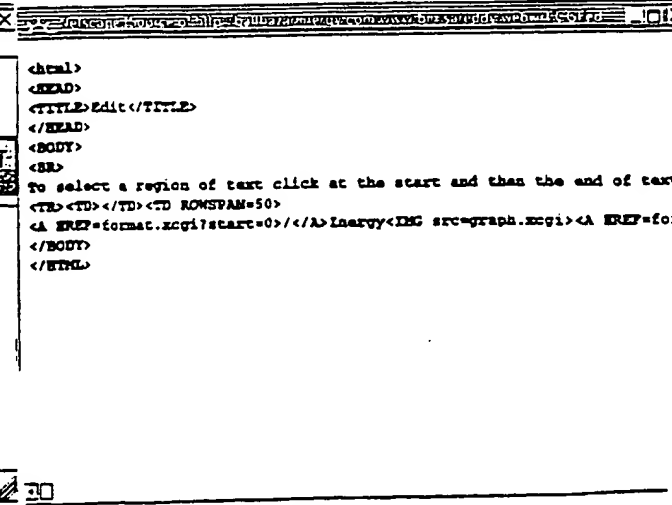 <html>
<HEAD>
<TITLE>Edit</TITLE>
</HEAD>
<BODY>
<BR>
To select a region of text click at the start and then the end of text
<TR><TD></TD><TD ROWSPAN=50>
<A HREF=format.xcgi?start=0>/</A>Inergy<IMG src=graph.xcgi><A HREF=fo
</BODY>
</HTML>